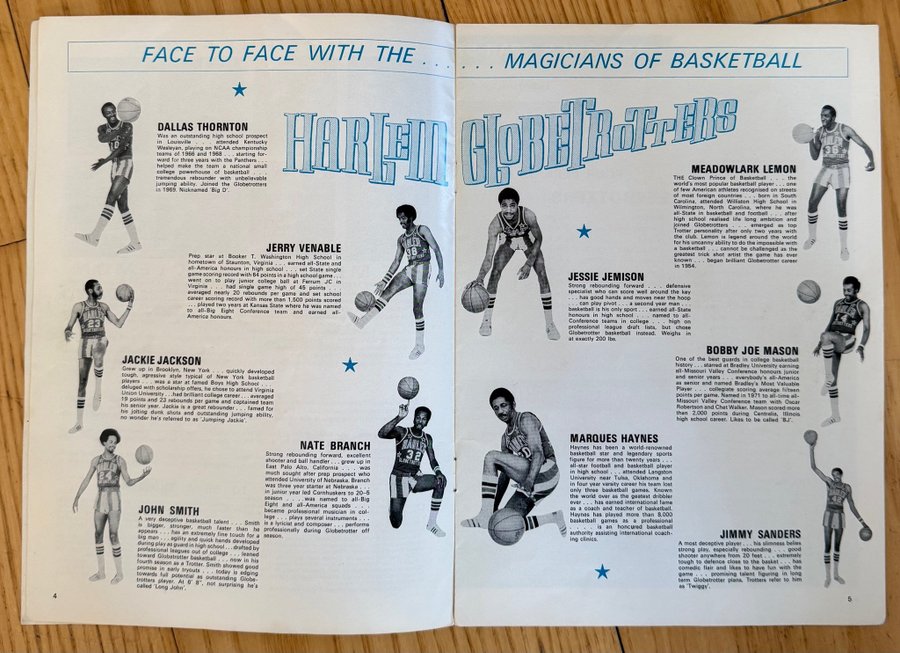 FACE TO FACE WITH THE . . . . . . MAGICIANS OF BASKETBALL
HARLEM GLOBETROTTERS
DALLAS THORNTON
Was an outstanding high school prospect
in Louisville . . . . attended Kentucky
Wesleyan, playing on NCAA championship
teams of 1966 and 1968 . . . starting for-
ward for three years with the Panthers . . .
helped make the team a national small
college powerhouse of basketball . . .
tremendous rebounder with unbelievable
jumping ability. Joined the Globetrotters
in 1969. Nicknamed 'Big D'.
JERRY VENABLE
Prep star at Booker T. Washington High School in
hometown of Staunton, Virginia . . . earned all-State and
all-America honours in high school . . . set State single
game scoring record with 64 points in a high school game . . .
went on to play junior college ball at Ferrum JC in
Virginia . . . had single game high of 46 points . . .
averaged nearly 20 rebounds per game and set school
career scoring record with more than 1,500 points scored
. . . played two years at Kansas State where he was named
to all-Big Eight Conference team and earned all-
America honours.
JACKIE JACKSON
Grew up in Brooklyn, New York . . . quickly developed
tough, agressive style typical of New York basketball
players . . . was a star at famed Boys High School . . .
deluged with scholarship offers, he chose to attend Virginia
Union University . . . had brilliant college career . . . averaged
19 points and 23 rebounds per game and captained team
his senior year. Jackie is a great rebounder . . . famed for
his jolting dunk shots and outstanding jumping ability,
no wonder he's referred to as 'Jumping Jackie'.
NATE BRANCH
Strong rebounding forward, excellent
shooter and ball handler . . . grew up in
East Palo Alto, California . . . was
much sought after prep prospect who
attended University of Nebraska. Branch
was three year starter at Nebraska . . .
in junior year led Cornhuskers to 20–6
season . . . was named to all-Big
Eight and all-America squads . . .
became professional musician in col-
lege . . . plays several instruments . . .
is a lyricial and composer . . . performs
professionally during Globetrotter off
season.
JOHN SMITH
A very deceptive basketball talent . . . Smith
is bigger, stronger, much faster than he
appears . . . has an extremely fine touch for a
big man . . . agility and quick hands developed
during play as guard in high school . . . drafted by
professional leagues out of college . . . leaned
toward Globetrotter basketball . . . now in his
fourth season as a Trotter. Smith showed good
promise in early tryouts . . . today is edging
towards full potential as outstanding Globe-
trotters player. At 6' 8", not surprising he's
called 'Long John'.
4
MEADOWLARK LEMON
THE Clown Prince of Basketball . . . the
world's most popular basketball player . . . one
of few American athletes recognised on streets
of most foreign countries . . . born in South
Carolina, attended Williston High School in
Wilmington, North Carolina, where he was
all-State in basketball and football . . . after
high school realised life long ambition and
joined Globetrotters . . . emerged as top
Trotter personality after only two years with
the club. Lemon is legend around the world
for his uncanny ability to do the impossible with
a basketball . . . cannot be challenged as the
greatest trick shot artist the game has ever
known . . . began brilliant Globetrotter career
in 1954.
JESSIE JEMISON
Strong rebounding forward . . . defensive
specialist who can score well around the key
. . . has good hands and moves near the hoop
. . . can play pivot . . . a second year man . . .
basketball is his only sport . . . earned all-State
honours in high school . . . named to all-
Conference teams in college . . . high on
professional league draft lists, but chose
Globetrotter basketball instead. Weighs in
at exactly 200 lbs.
BOBBY JOE MASON
One of the best guards in college basketball
history . . . starred at Bradley University earning
all-Missouri Valley Conference honours junior
and senior years . . . everybody's all-America
as senior and named Bradley's Most Valuable
Player . . . collegiate scoring average fifteen
points per game. Named in 1971 to all-time all-
Missouri Valley Conference team with Oscar
Robertson and Chet Walker. Mason scored more
than 2,000 points during Centralia, Illinois
high school career. Likes to be called 'BJ'.
MARQUES HAYNES
Haynes has been a world-renowned
basketball star and legendary sports
figure for more than twenty years . . .
all-star football and basketball player
in high school . . . attended Langston
University near Tulsa, Oklahoma and
in four year varsity career his team lost
only three basketball games. Known
the world over as the greatest dribbler
ever . . . has earned international fame
as a coach and teacher of basketball.
Haynes has played more than 8,000
basketball games as a professional
. . . is an honoured basketball
authority assisting international coach-
ing clinics.
JIMMY SANDERS
A most deceptive player . . . his slimness belies
strong play, especially rebounding . . . good
shooter anywhere from 20 feet . . . extremely
tough to defence close to the basket . . . has
comedic flair and likes to have fun with the
game . . . promising talent figuring in long
term Globetrotter plans. Trotters refer to him
as 'Twiggy'.
5